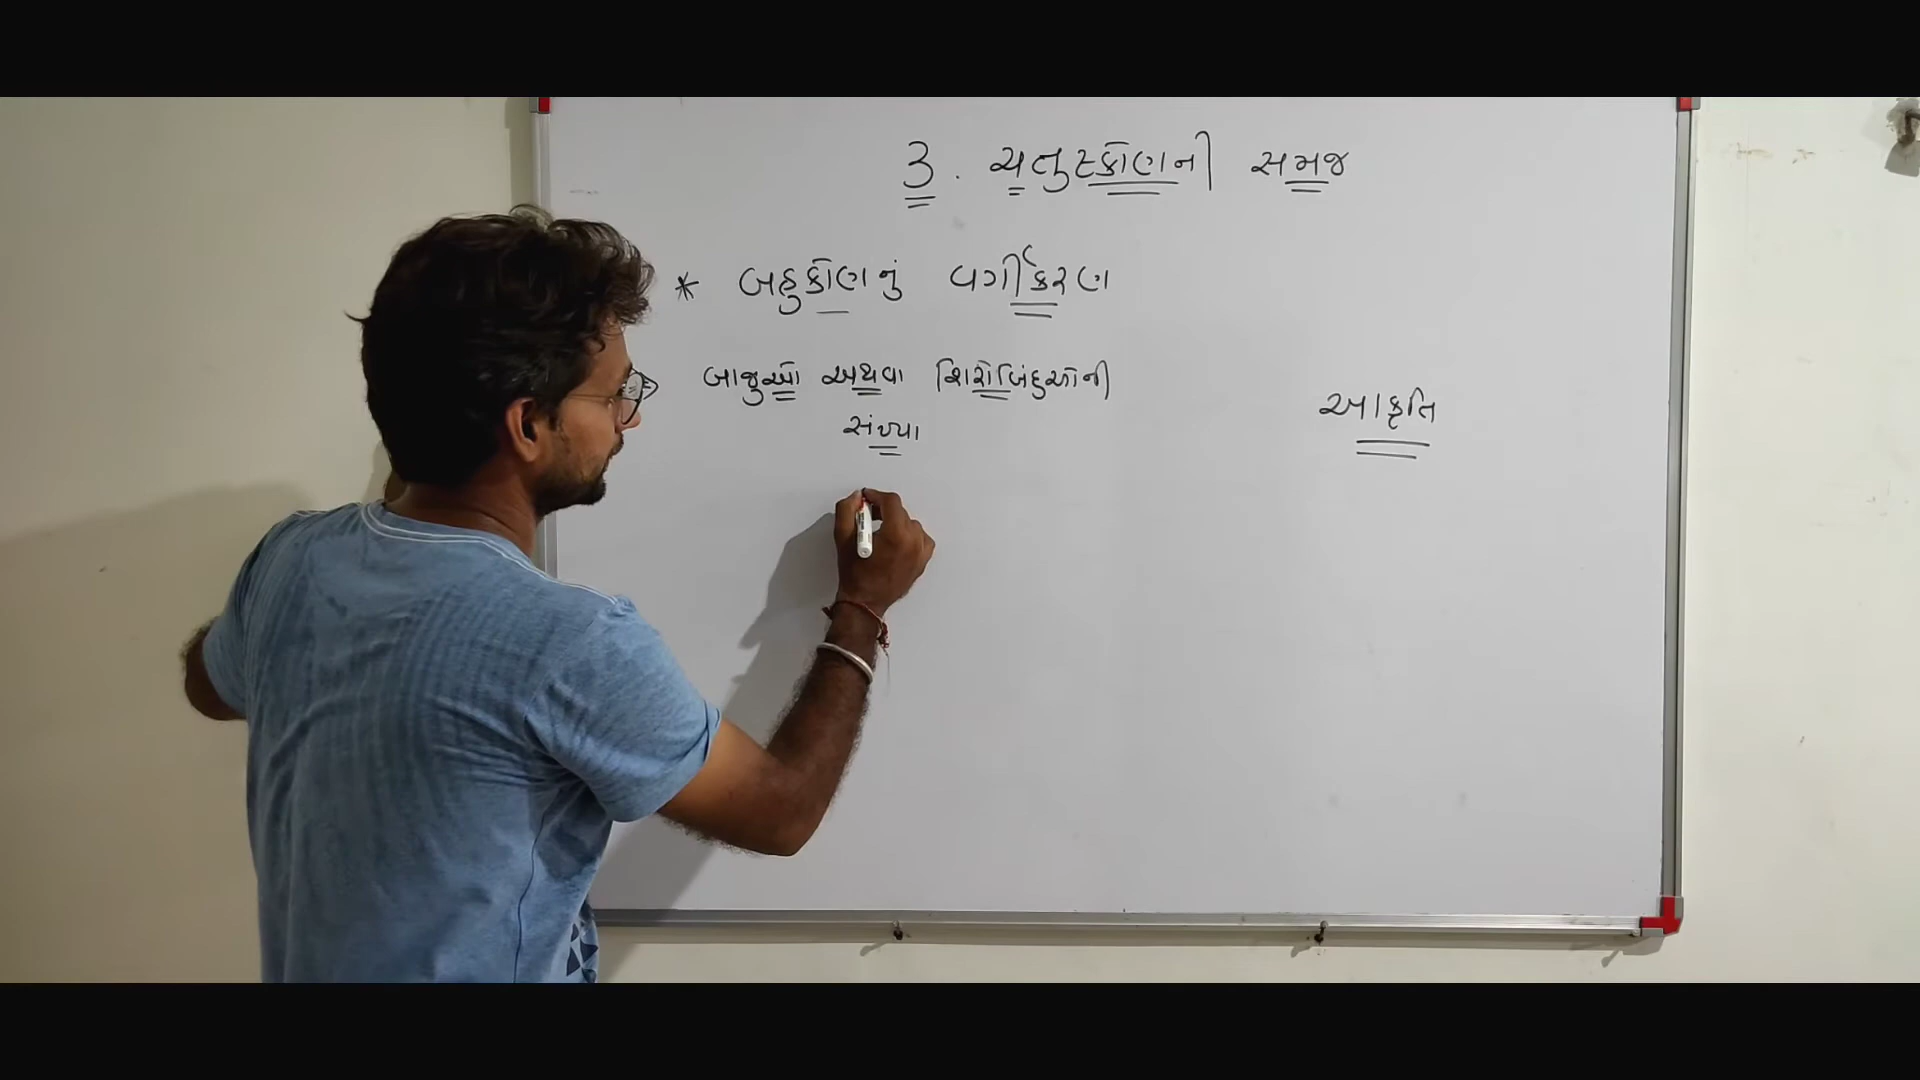 3. ચતુષ્કોણની સમજ
* બહુકોણનું વર્ગીકરણ
⇒ બાજુઓ અથવા શિરોબિંદુઓની
સંખ્યા
આકૃતિ